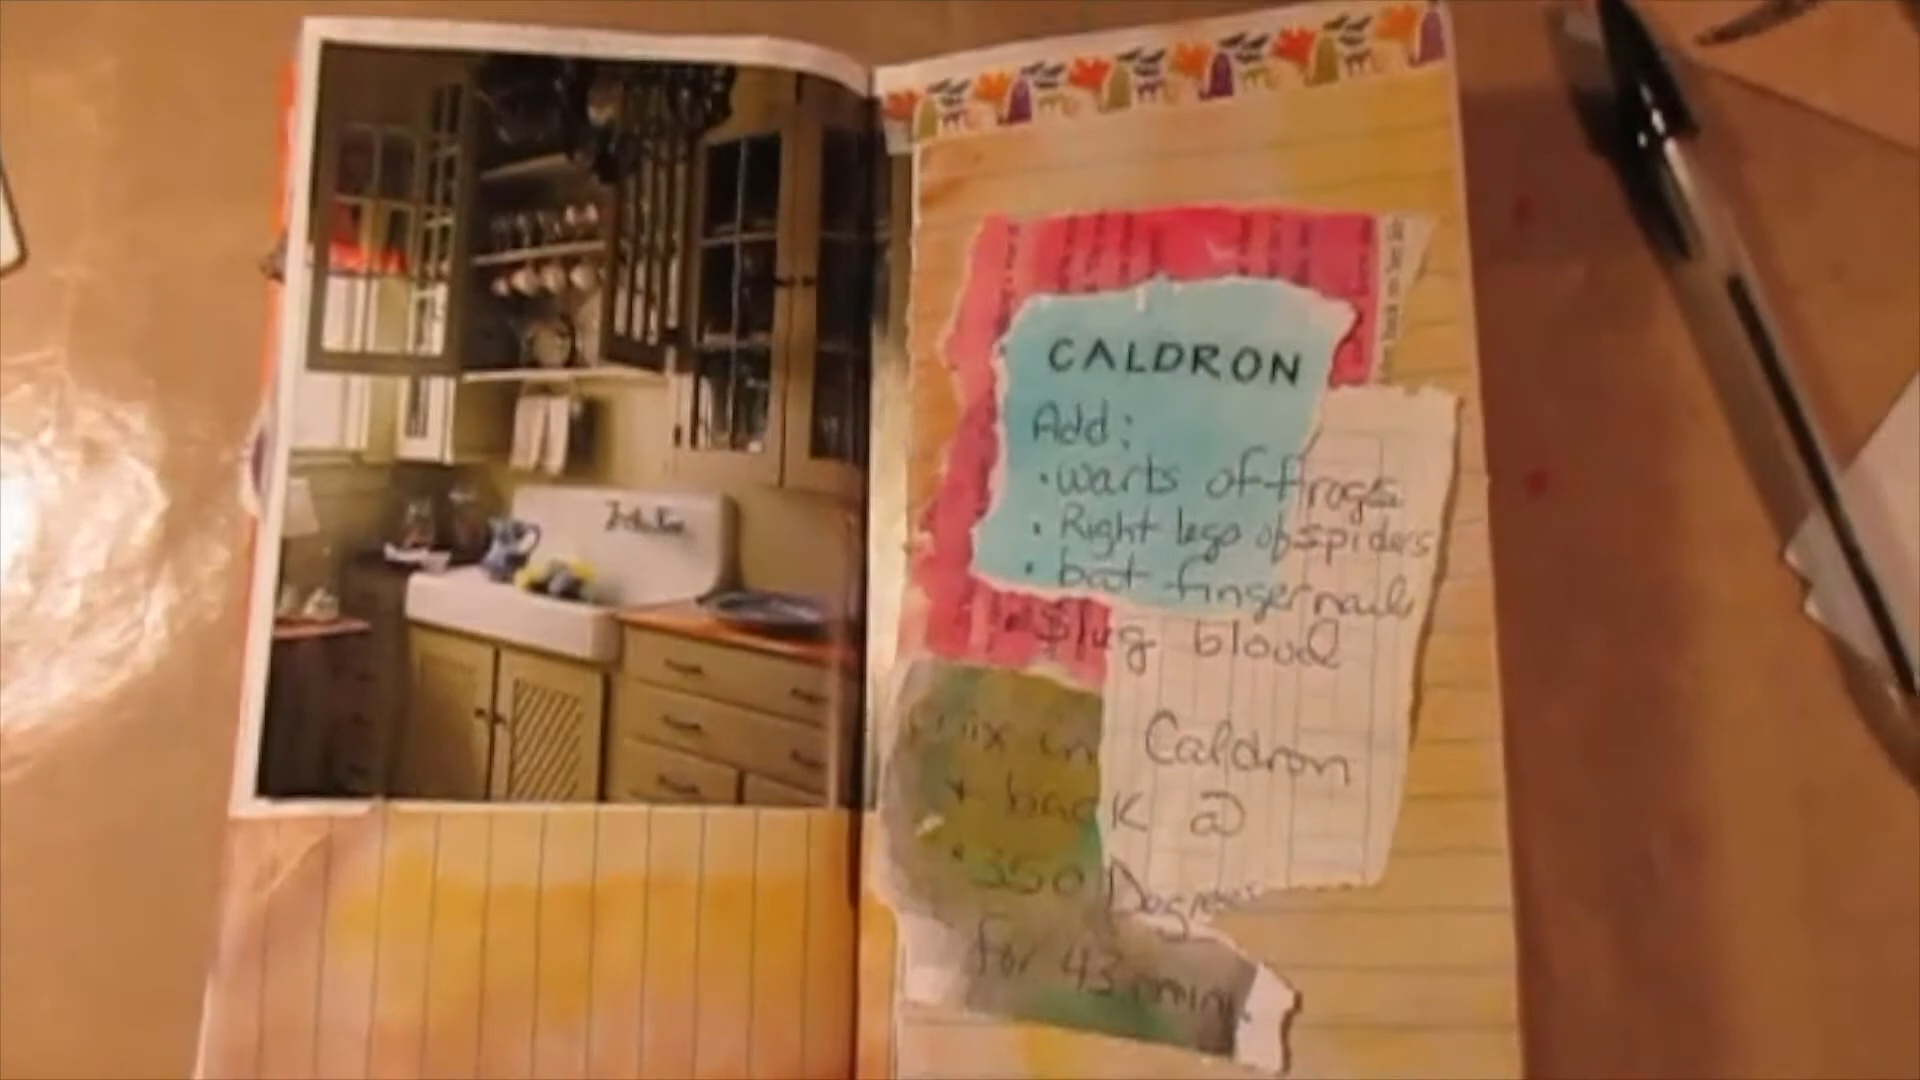 CALDRON
Add:
• warts of frogs
• Right legs of spiders
• bat fingernails
• Slug blood
Mix in Caldron
+ back @
350 Degrees
for 43 mins